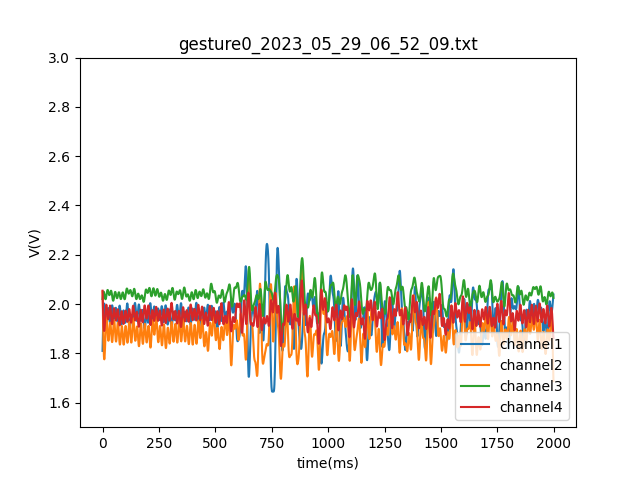 gesture0_2023_05_29_06_52_09.txt
V(V)
3.0
2.8
2.6
2.4
2.2
2.0
1.8
1.6
channel1
channel2
channel3
channel4
0 250 500 750 1000 1250 1500 1750 2000
time(ms)